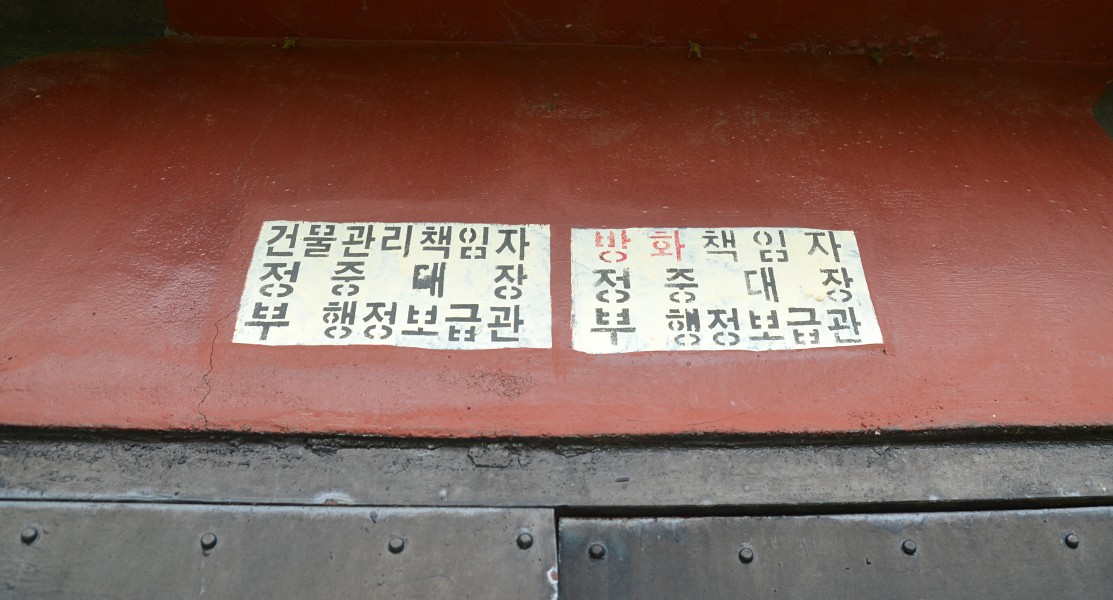 건물관리책임자
정 중 대 장
부 행정보급관
방화책임자
정 중 대 장
부 행정보급관